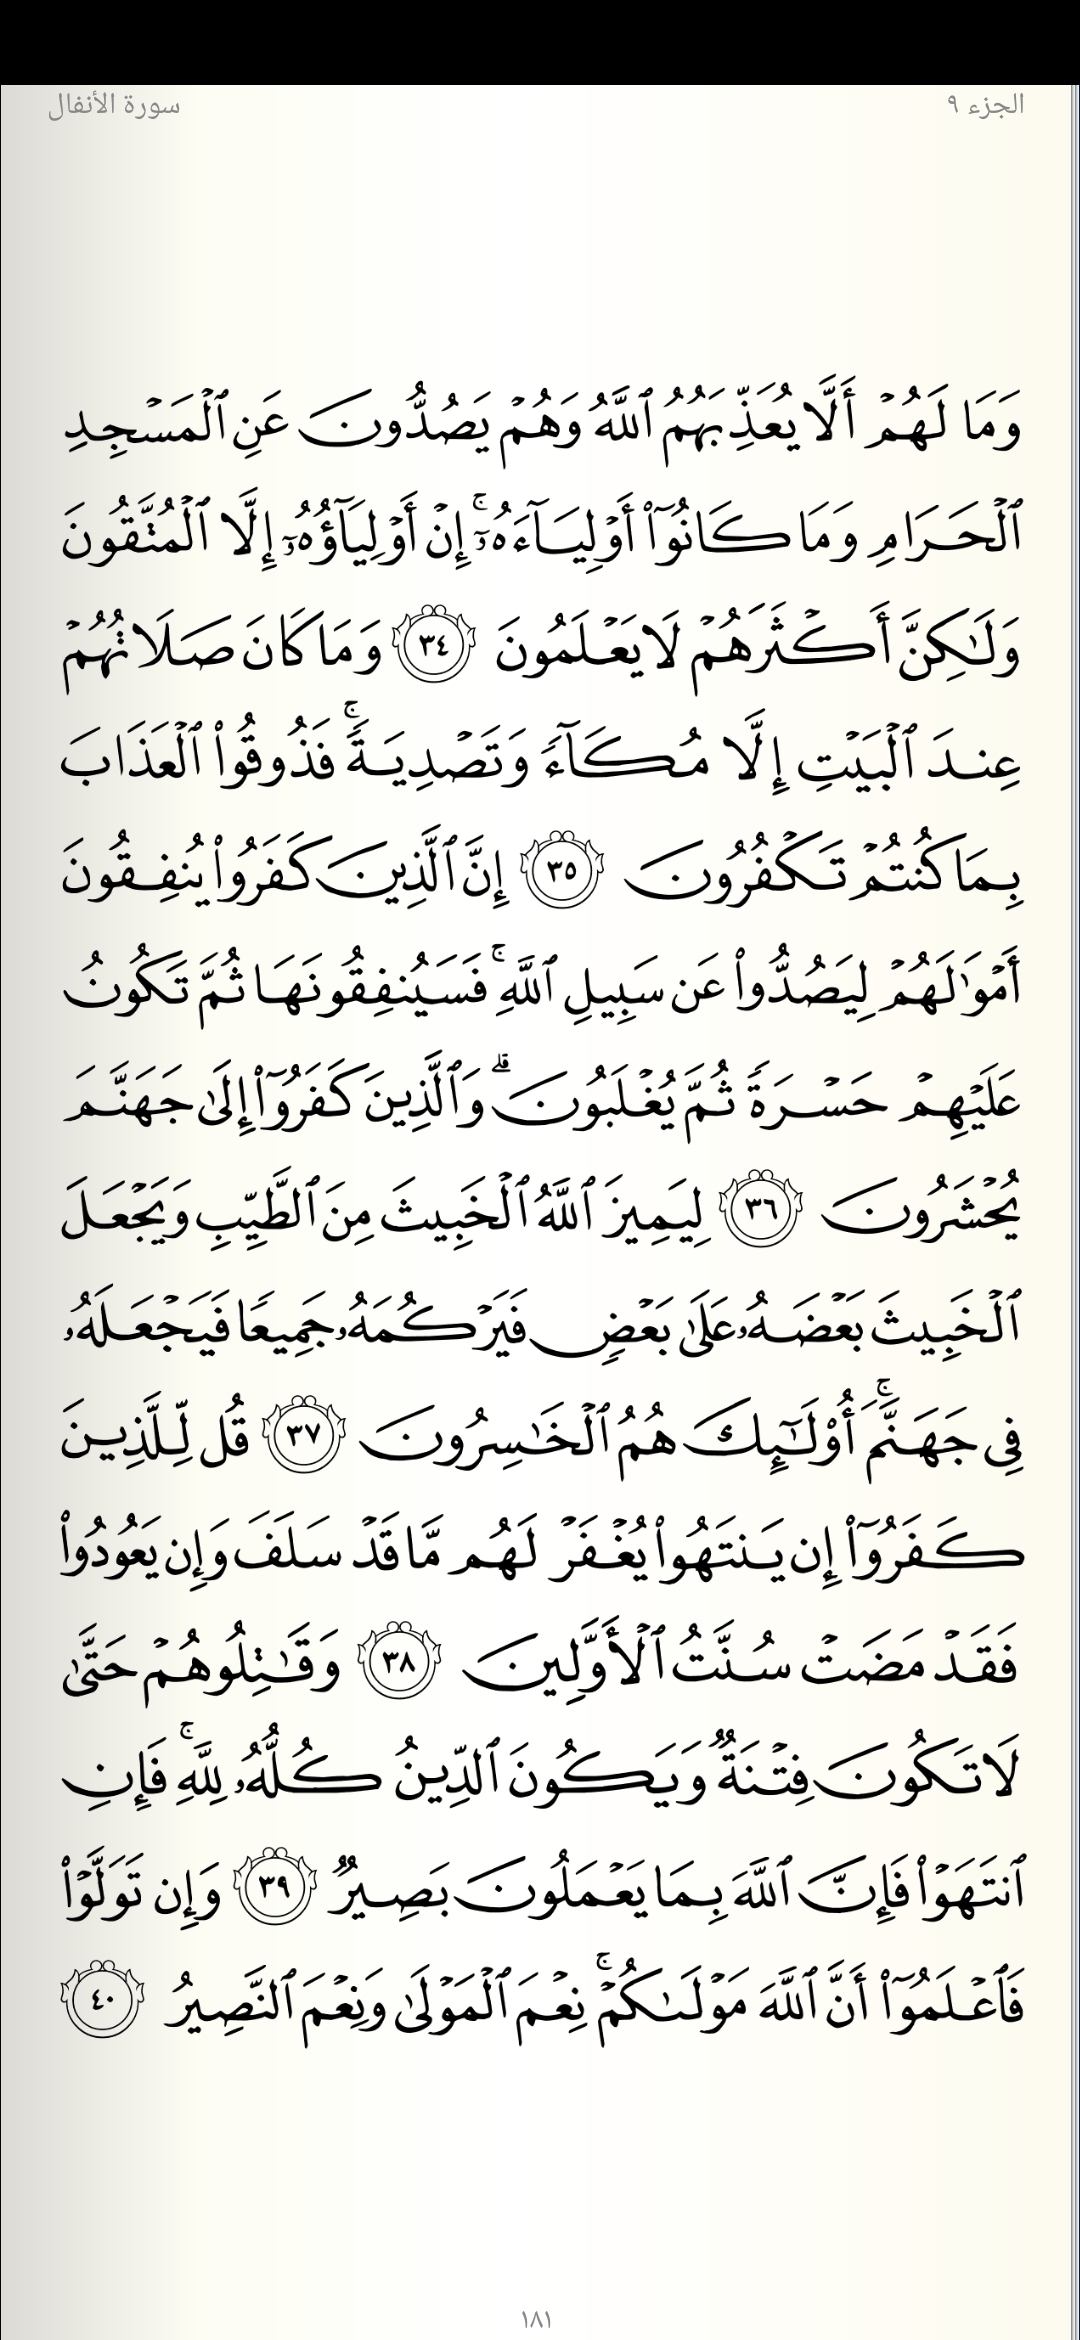 الجزء ٩
سورة الأنفال
وَمَا لَهُمۡ أَلَّا يُعَذِّبَهُمُ ٱللَّهُ وَهُمۡ يَصُدُّونَ عَنِ ٱلۡمَسۡجِدِ
ٱلۡحَرَامِ وَمَا كَانُوٓاْ أَوۡلِيَآءَهُۥٓۚ إِنۡ أَوۡلِيَآؤُهُۥٓ إِلَّا ٱلۡمُتَّقُونَ
وَلَٰكِنَّ أَكۡثَرَهُمۡ لَا يَعۡلَمُونَ ٣٤ وَمَا كَانَ صَلَاتُهُمۡ
عِندَ ٱلۡبَيۡتِ إِلَّا مُكَآءٗ وَتَصۡدِيَةٗۚ فَذُوقُواْ ٱلۡعَذَابَ
بِمَا كُنتُمۡ تَكۡفُرُونَ ٣٥ إِنَّ ٱلَّذِينَ كَفَرُواْ يُنفِقُونَ
أَمۡوَٰلَهُمۡ لِيَصُدُّواْ عَن سَبِيلِ ٱللَّهِۚ فَسَيُنفِقُونَهَا ثُمَّ تَكُونُ
عَلَيۡهِمۡ حَسۡرَةٗ ثُمَّ يُغۡلَبُونَۗ وَٱلَّذِينَ كَفَرُوٓاْ إِلَىٰ جَهَنَّمَ
يُحۡشَرُونَ ٣٦ لِيَمِيزَ ٱللَّهُ ٱلۡخَبِيثَ مِنَ ٱلطَّيِّبِ وَيَجۡعَلَ
ٱلۡخَبِيثَ بَعۡضَهُۥ عَلَىٰ بَعۡضٖ فَيَرۡكُمَهُۥ جَمِيعٗا فَيَجۡعَلَهُۥ
فِي جَهَنَّمَۚ أُوْلَٰٓئِكَ هُمُ ٱلۡخَٰسِرُونَ ٣٧ قُل لِّلَّذِينَ
كَفَرُوٓاْ إِن يَنتَهُواْ يُغۡفَرۡ لَهُم مَّا قَدۡ سَلَفَ وَإِن يَعُودُواْ
فَقَدۡ مَضَتۡ سُنَّتُ ٱلۡأَوَّلِينَ ٣٨ وَقَٰتِلُوهُمۡ حَتَّىٰ
لَا تَكُونَ فِتۡنَةٞ وَيَكُونَ ٱلدِّينُ كُلُّهُۥ لِلَّهِۚ فَإِنِ
ٱنتَهَوۡاْ فَإِنَّ ٱللَّهَ بِمَا يَعۡمَلُونَ بَصِيرٞ ٣٩ وَإِن تَوَلَّوۡاْ
فَٱعۡلَمُوٓاْ أَنَّ ٱللَّهَ مَوۡلَىٰكُمۡۚ نِعۡمَ ٱلۡمَوۡلَىٰ وَنِعۡمَ ٱلنَّصِيرُ ٤٠
١٨١